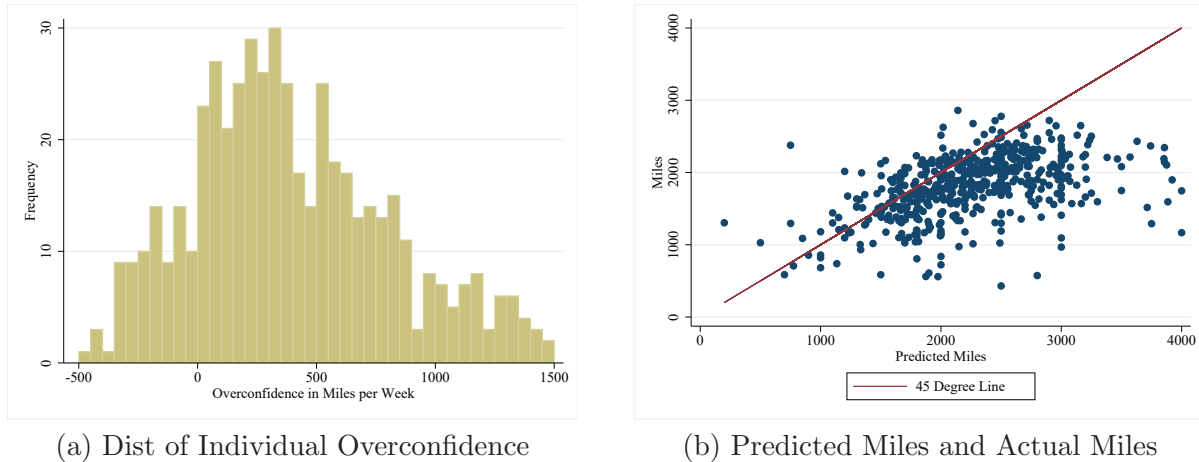 30
20
10
0
Frequency
-500 0 500 1000 1500
Overconfidence in Miles per Week
(a) Dist of Individual Overconfidence
4000
3000
2000
1000
0
Miles
0 1000 2000 3000 4000
Predicted Miles
45 Degree Line
(b) Predicted Miles and Actual Miles